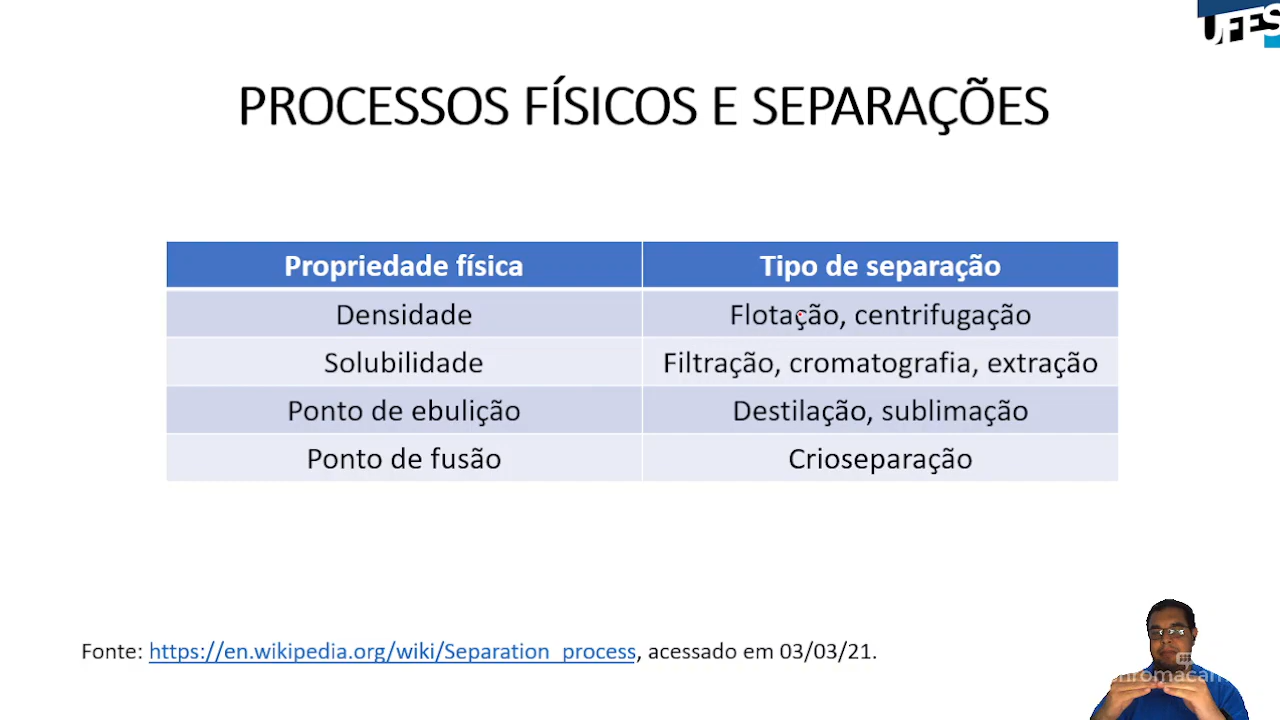 UFES
PROCESSOS FÍSICOS E SEPARAÇÕES
Propriedade física Tipo de separação
Densidade Flotação, centrifugação
Solubilidade Filtração, cromatografia, extração
Ponto de ebulição Destilação, sublimação
Ponto de fusão Crioseparação
Fonte: https://en.wikipedia.org/wiki/Separation_process, acessado em 03/03/21.